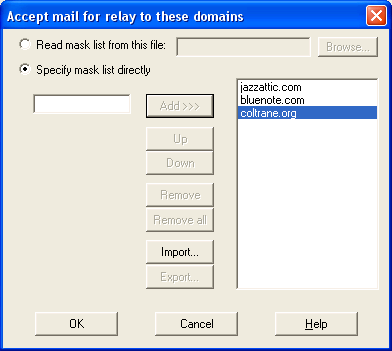 Accept mail for relay to these domains
Read mask list from this file:
Browse...
Specify mask list directly
Add >>>
Up
Down
Remove
Remove all
Import...
Export...
jazzattic.com
bluenote.com
coltrane.org
OK
Cancel
Help